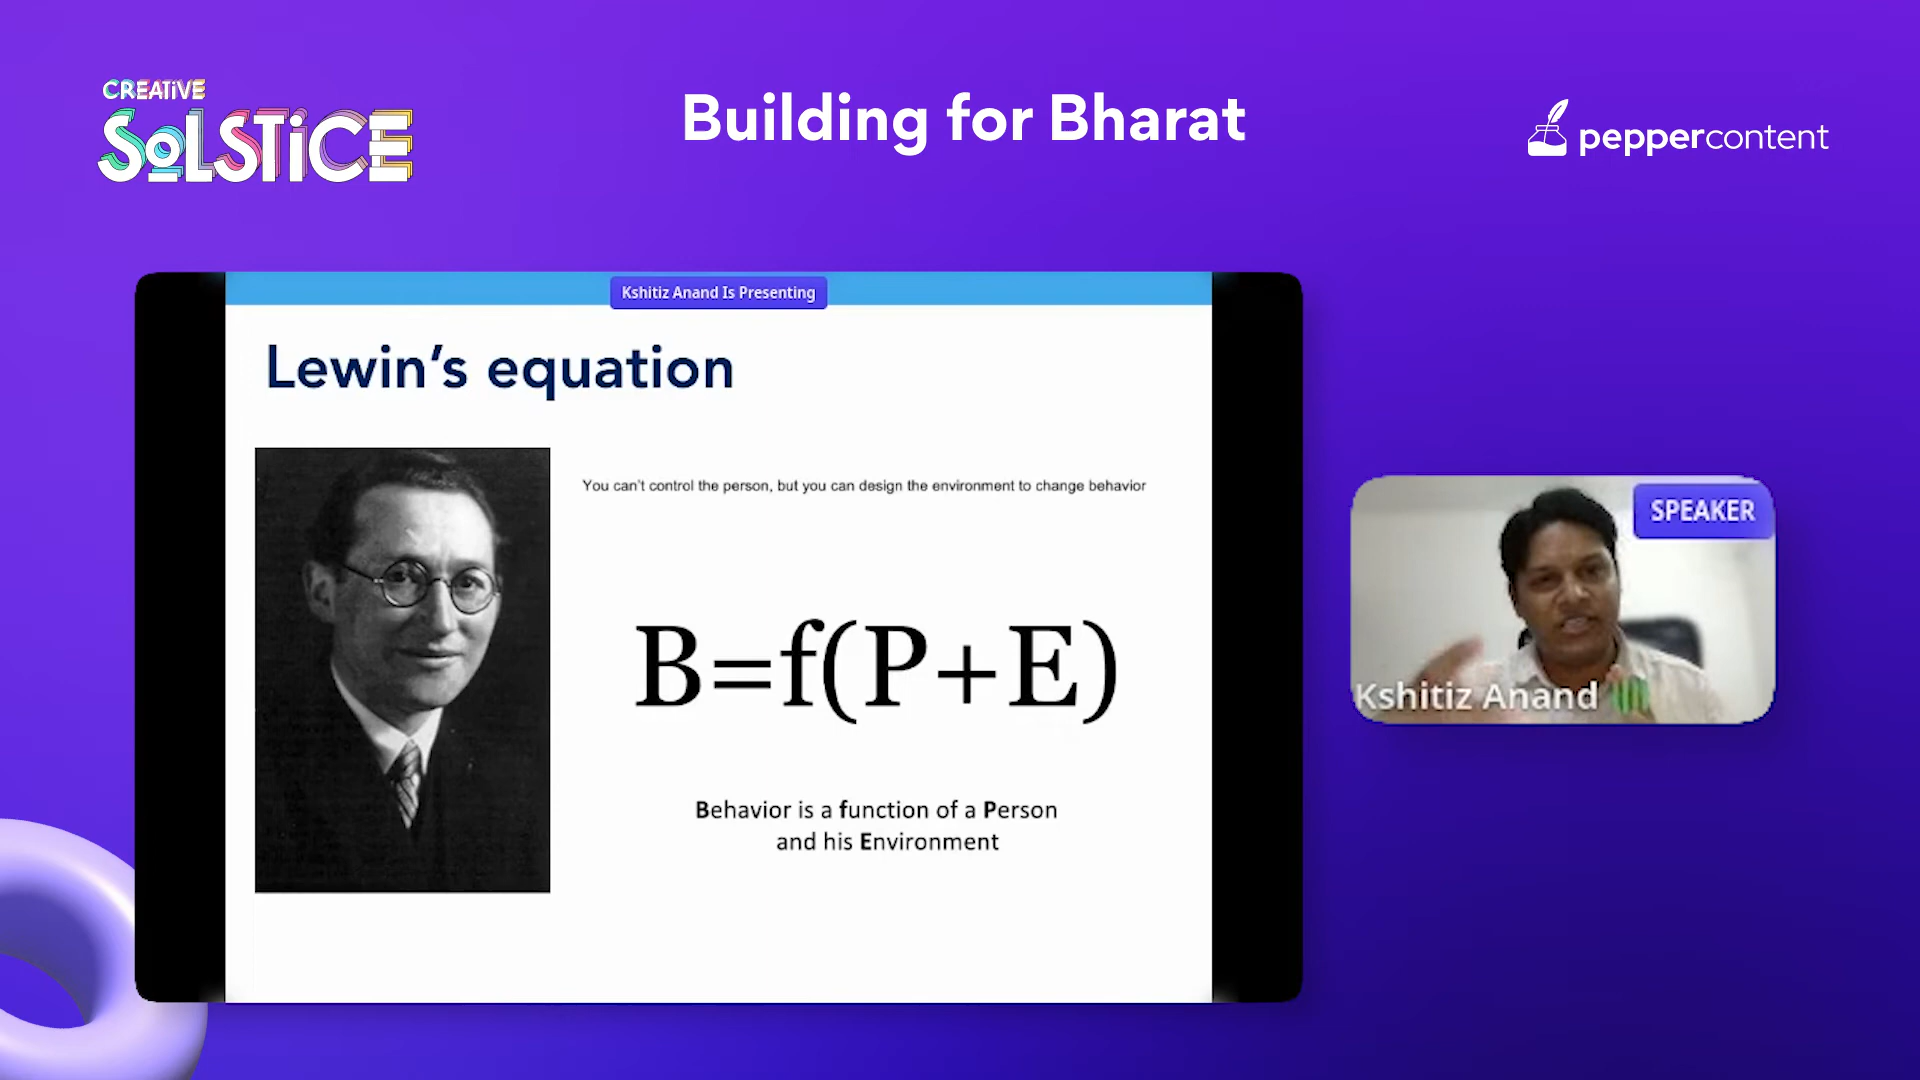 CREATiVE
SoLSTiCE
Building for Bharat
peppercontent
Kshitiz Anand Is Presenting
Lewin’s equation
You can't control the person, but you can design the environment to change behavior
B=f(P+E)
Behavior is a function of a Person
and his Environment
SPEAKER
Kshitiz Anand